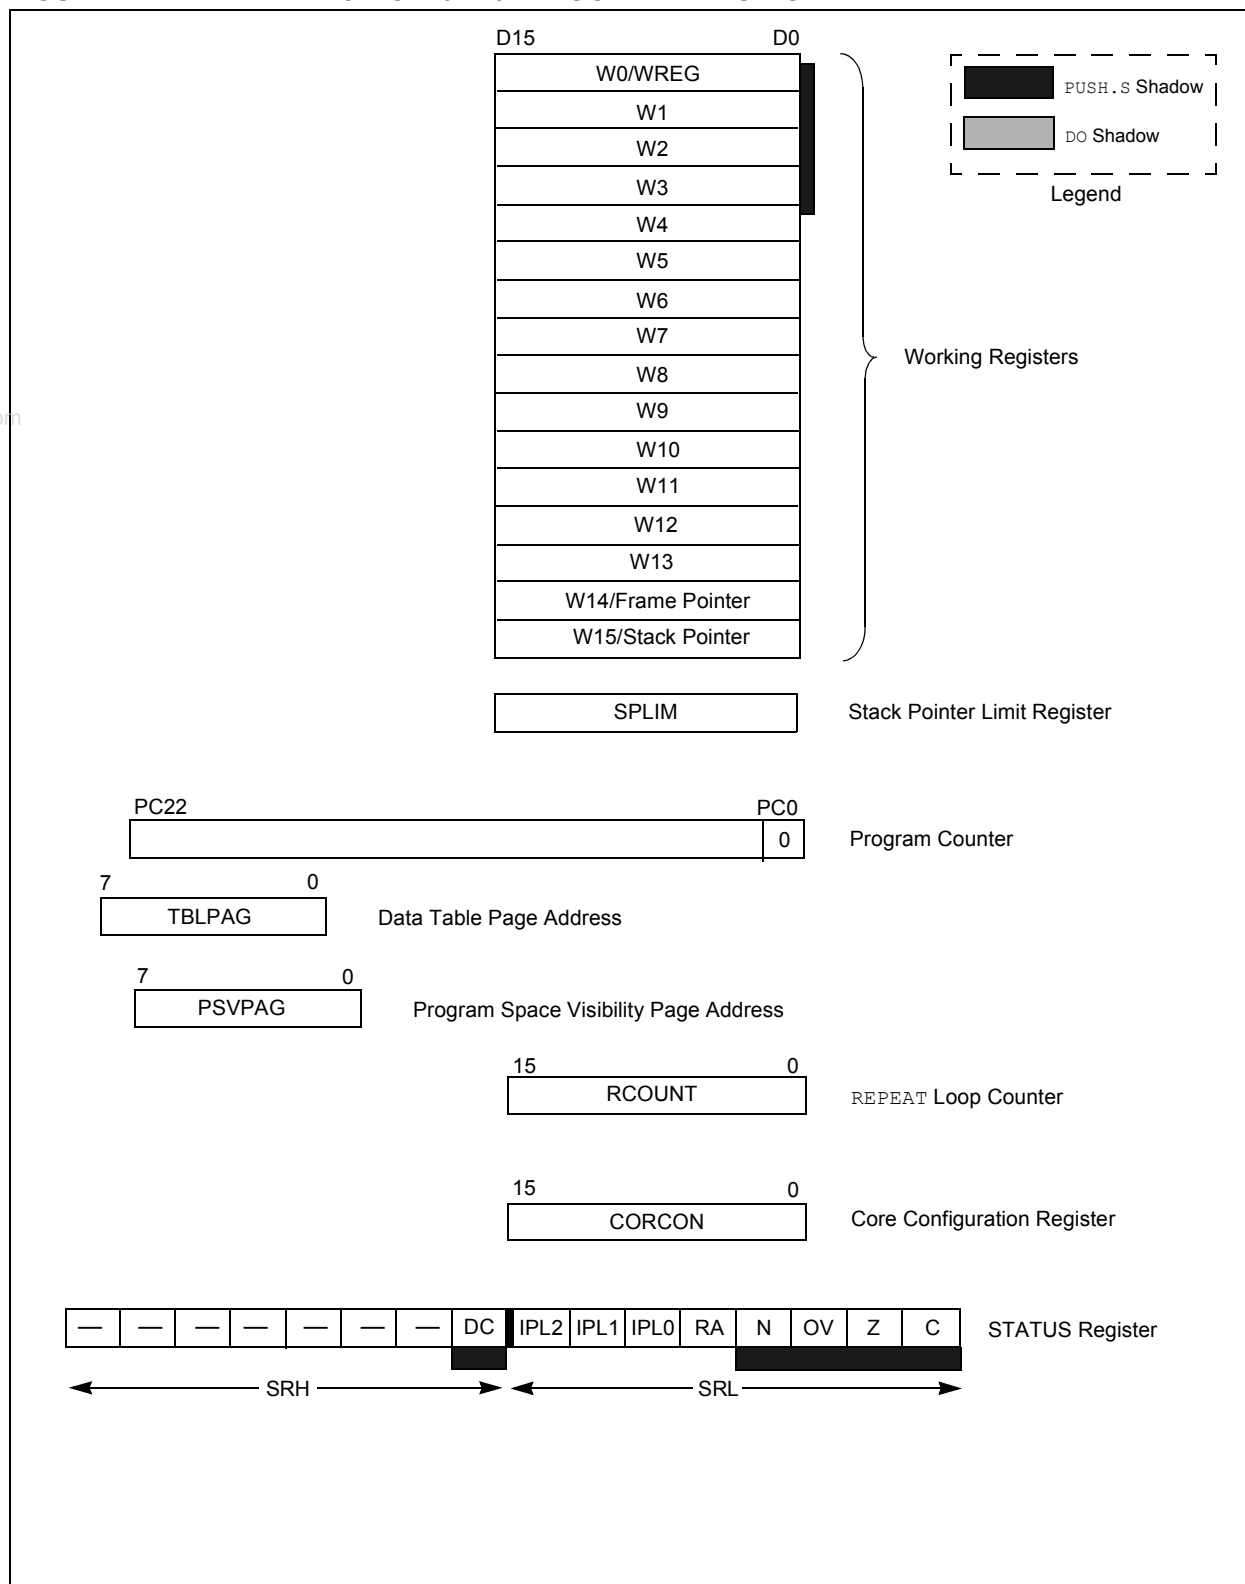 D15 D0
W0/WREG
W1
W2
W3
W4
W5
W6
W7
W8
W9
W10
W11
W12
W13
W14/Frame Pointer
W15/Stack Pointer
PUSH.S Shadow
DO Shadow
Legend
Working Registers
SPLIM Stack Pointer Limit Register
PC22 PC0
0 Program Counter
7 0
TBLPAG Data Table Page Address
7 0
PSVPAG Program Space Visibility Page Address
15 0
RCOUNT REPEAT Loop Counter
15 0
CORCON Core Configuration Register
— — — — — — — DC IPL2 IPL1 IPL0 RA N OV Z C STATUS Register
SRH SRL